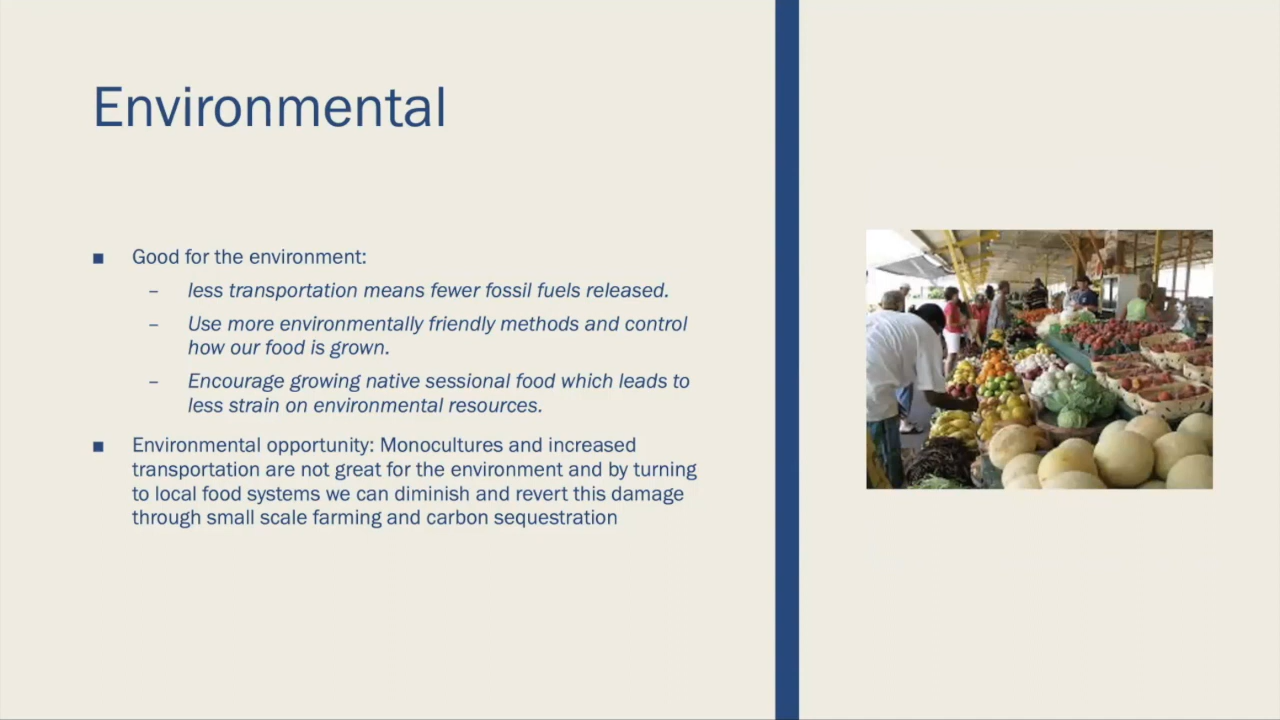 Environmental
■ Good for the environment:
– less transportation means fewer fossil fuels released.
– Use more environmentally friendly methods and control
how our food is grown.
– Encourage growing native sessional food which leads to
less strain on environmental resources.
■ Environmental opportunity: Monocultures and increased
transportation are not great for the environment and by turning
to local food systems we can diminish and revert this damage
through small scale farming and carbon sequestration